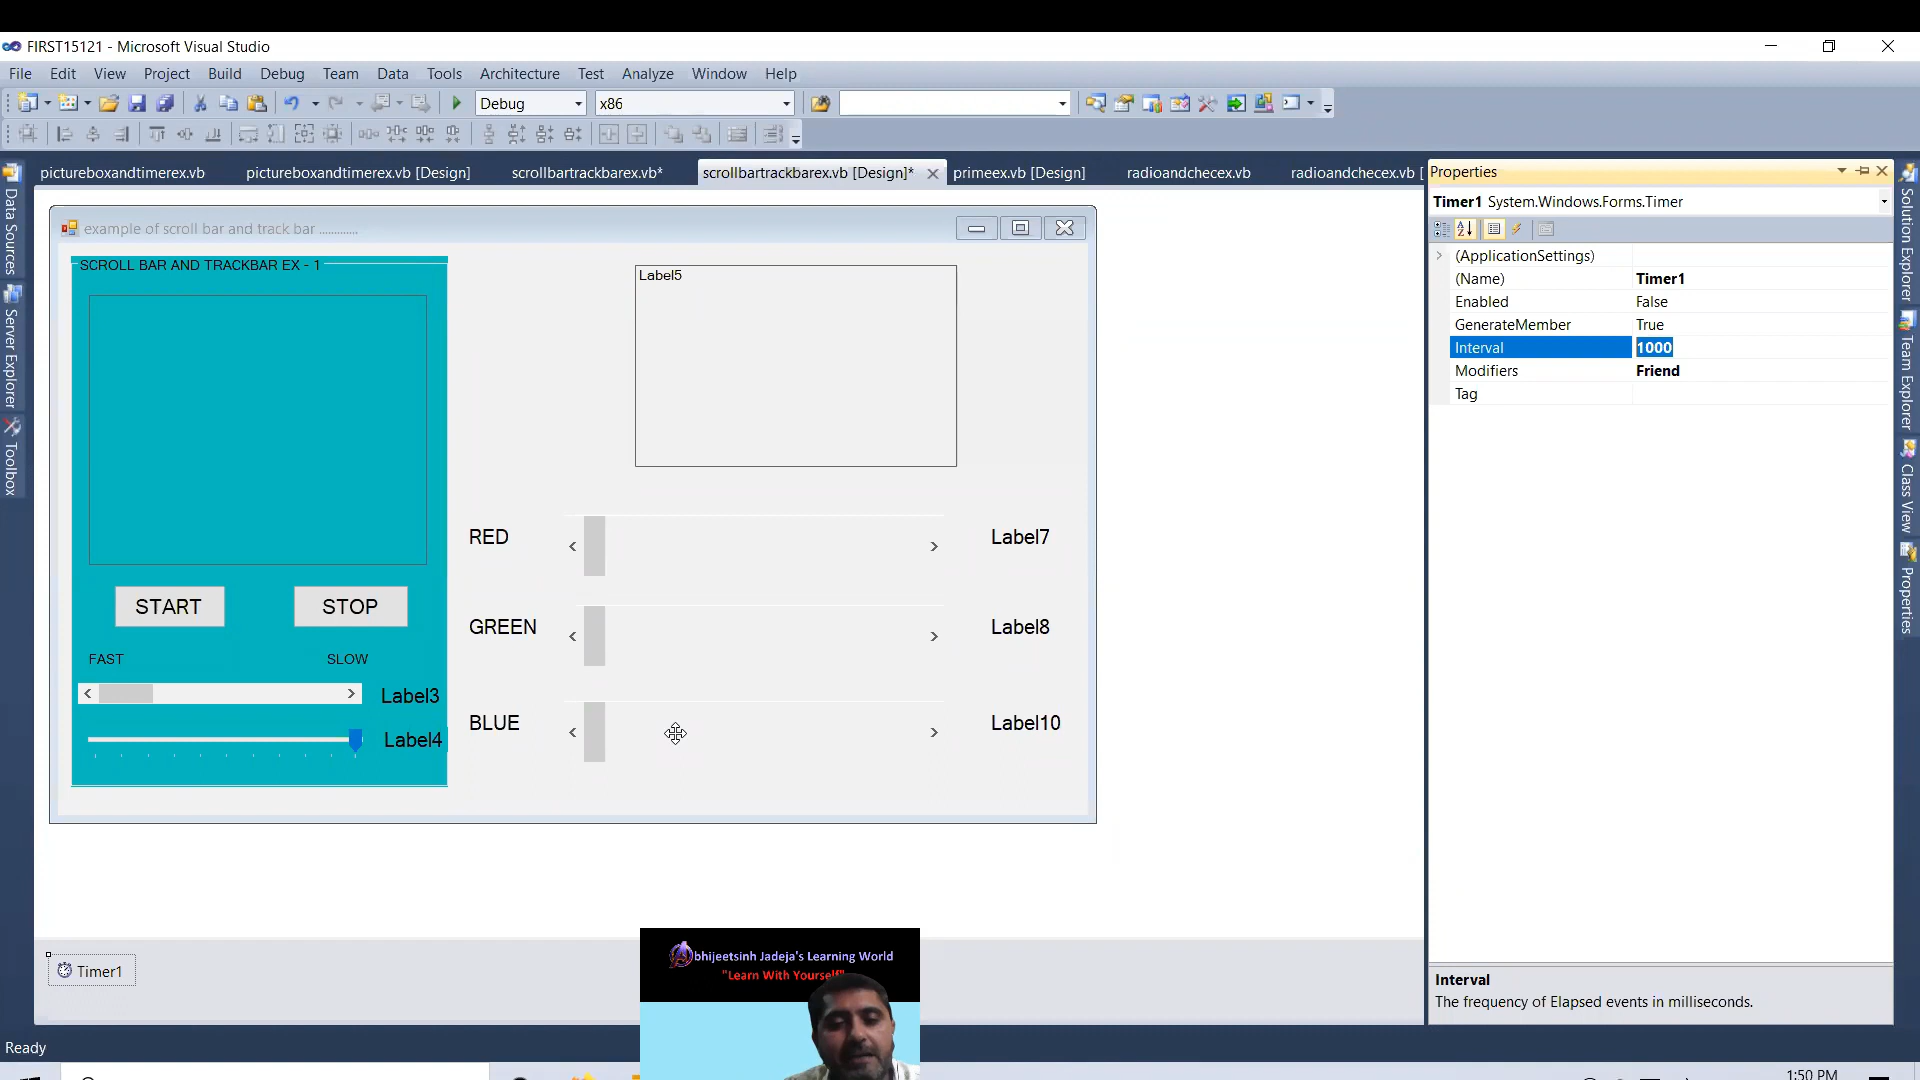 FIRST15121 - Microsoft Visual Studio
File Edit View Project Build Debug Team Data Tools Architecture Test Analyze Window Help
Debug x86
pictureboxandtimerex.vb pictureboxandtimerex.vb [Design] scrollbartrackbarex.vb* scrollbartrackbarex.vb [Design]* primeex.vb [Design] radioandchecex.vb radioandchecex.vb [
Data Sources
Server Explorer
Toolbox
example of scroll bar and track bar ............
SCROLL BAR AND TRACKBAR EX - 1
Label5
RED Label7
START STOP
GREEN Label8
FAST SLOW
Label3
BLUE Label10
Label4
Timer1
Properties
Timer1 System.Windows.Forms.Timer
(ApplicationSettings)
(Name) Timer1
Enabled False
GenerateMember True
Interval 1000
Modifiers Friend
Tag
Interval
The frequency of Elapsed events in milliseconds.
Solution Explorer
Team Explorer
Class View
Properties
bhijeetsinh Jadeja's Learning World
"Learn With Yourself"
Ready
1:50 PM